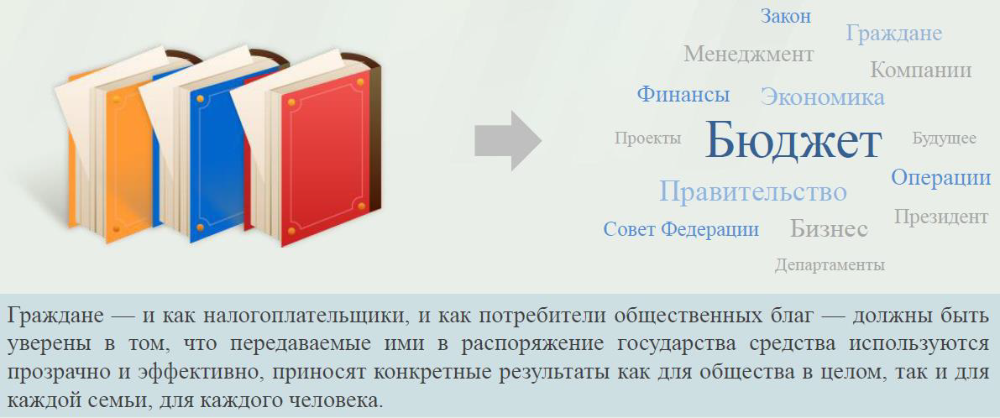 Закон
Граждане
Менеджмент
Компании
Финансы
Экономика
Проекты
Бюджет
Будущее
Операции
Правительство
Президент
Совет Федерации
Бизнес
Департаменты
Граждане — и как налогоплательщики, и как потребители общественных благ — должны быть
уверены в том, что передаваемые ими в распоряжение государства средства используются
прозрачно и эффективно, приносят конкретные результаты как для общества в целом, так и для
каждой семьи, для каждого человека.